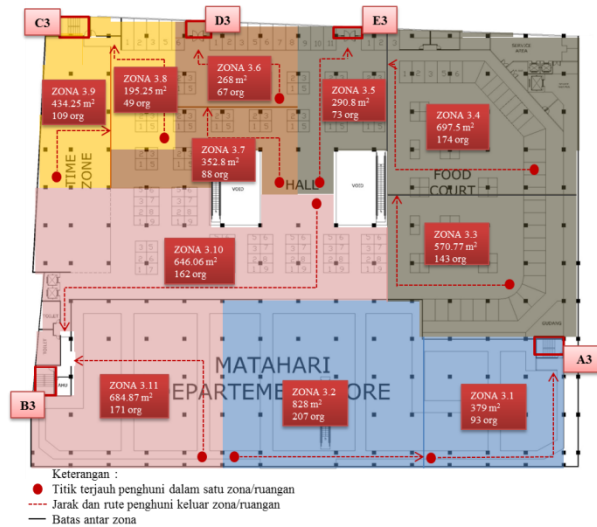 C3
D3
E3
ZONA 3.9
434.25 m²
109 org
ZONA 3.8
195.25 m²
49 org
ZONA 3.6
268 m²
67 org
ZONA 3.5
290.8 m²
73 org
ZONA 3.4
697.5 m²
174 org
ZONA 3.7
352.8 m²
88 org
TIME
ZONE
VOID
HALL
VOID
FOOD
COURT
ZONA 3.3
570.77 m²
143 org
ZONA 3.10
646.06 m²
162 org
TOILET
TOILET
MATAHARI
DEPARTEMEN STORE
A3
B3
ZONA 3.11
684.87 m²
171 org
ZONA 3.2
828 m²
207 org
ZONA 3.1
379 m²
93 org
Keterangan :
Titik terjauh penghuni dalam satu zona/ruangan
Jarak dan rute penghuni keluar zona/ruangan
Batas antar zona